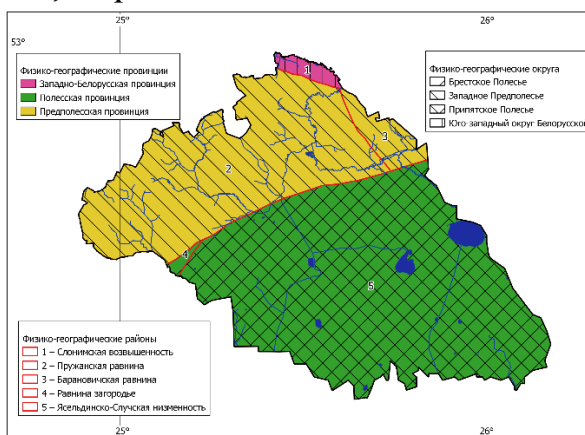 25°
26°
53°
Физико-географические провинции
Западно-Белорусская провинция
Полесская провинция
Предполесская провинция
Физико-географические округа
Брестское Полесье
Западное Предполесье
Припятское Полесье
Юго-западный округ Белорусской
1
3
2
4
5
Физико-географические районы
1 – Слонимская возвышенность
2 – Пружанская равнина
3 – Барановичская равнина
4 – Равнина загородье
5 – Ясельдинско-Случская низменность
25°
26°